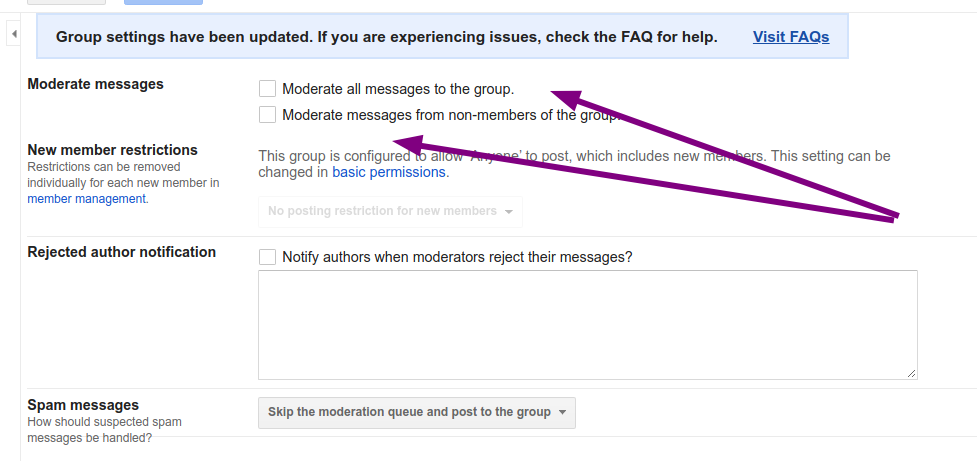 Group settings have been updated. If you are experiencing issues, check the FAQ for help. Visit FAQs
Moderate messages
Moderate all messages to the group.
Moderate messages from non-members of the group.
New member restrictions
Restrictions can be removed
individually for each new member in
member management.
This group is configured to allow 'Anyone' to post, which includes new members. This setting can be
changed in basic permissions.
No posting restriction for new members
Rejected author notification
Notify authors when moderators reject their messages?
Spam messages
How should suspected spam
messages be handled?
Skip the moderation queue and post to the group